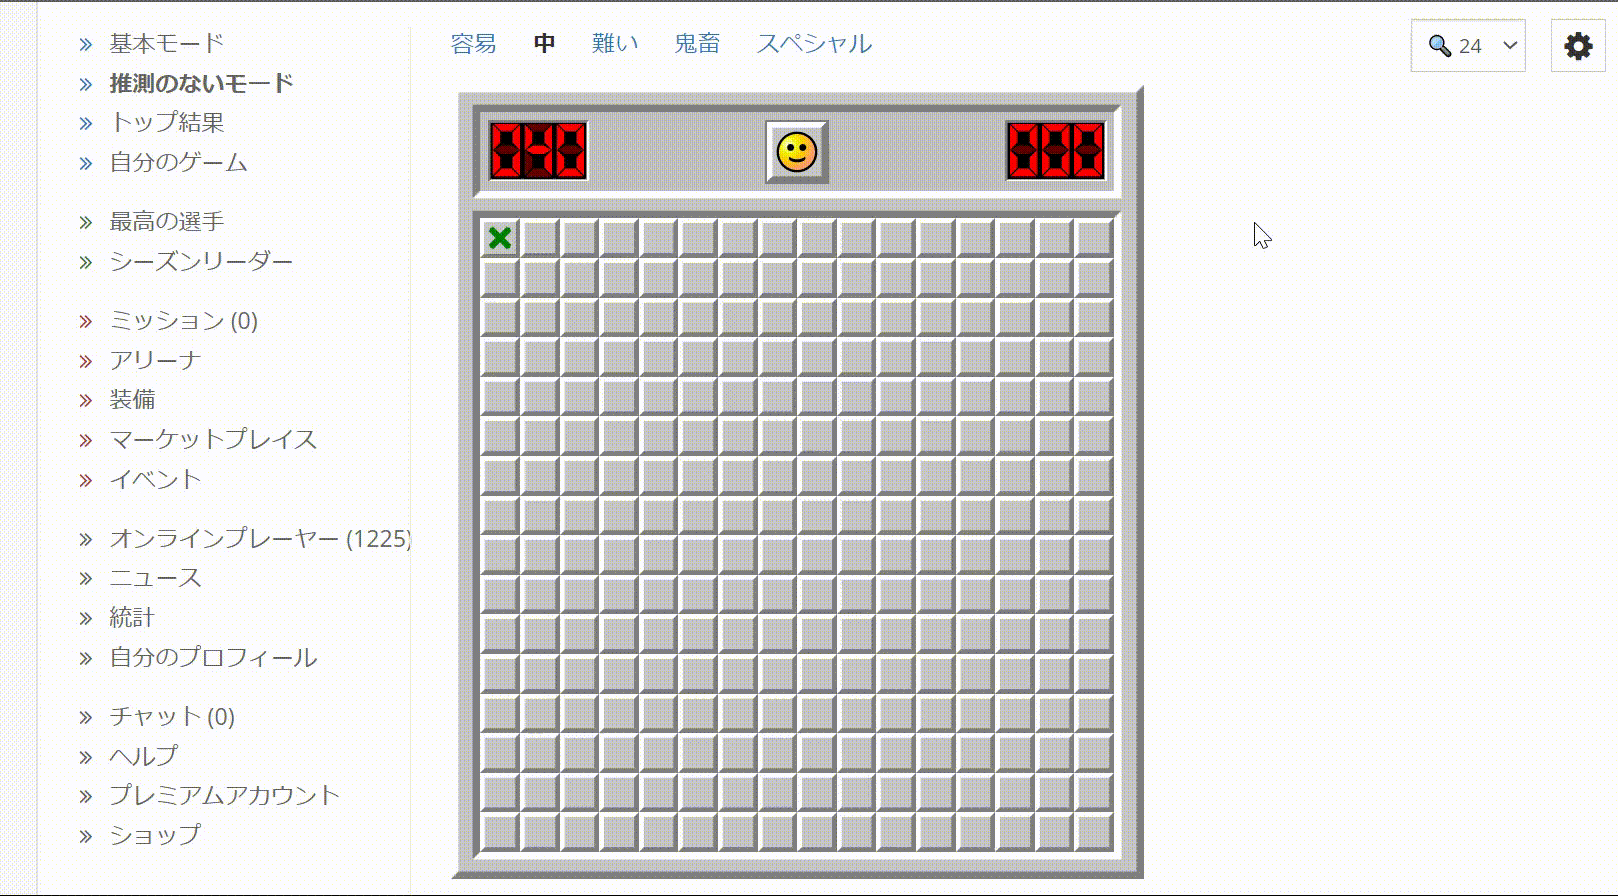 基本モード
推測のないモード
トップ結果
自分のゲーム
最高の選手
シーズンリーダー
ミッション (0)
アリーナ
装備
マーケットプレイス
イベント
オンラインプレーヤー (1225)
ニュース
統計
自分のプロフィール
チャット (0)
ヘルプ
プレミアムアカウント
ショップ
容易 中 難い 鬼畜 スペシャル
24